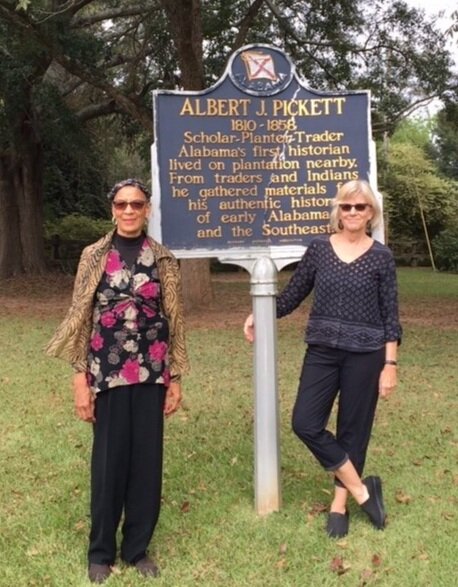 ALABAMA
ALBERT J. PICKETT
1810-1858
Scholar-Planter-Trader
Alabama's first historian
lived on plantation nearby.
From traders and Indians
he gathered materials
his authentic history
of early Alabama
and the Southeast